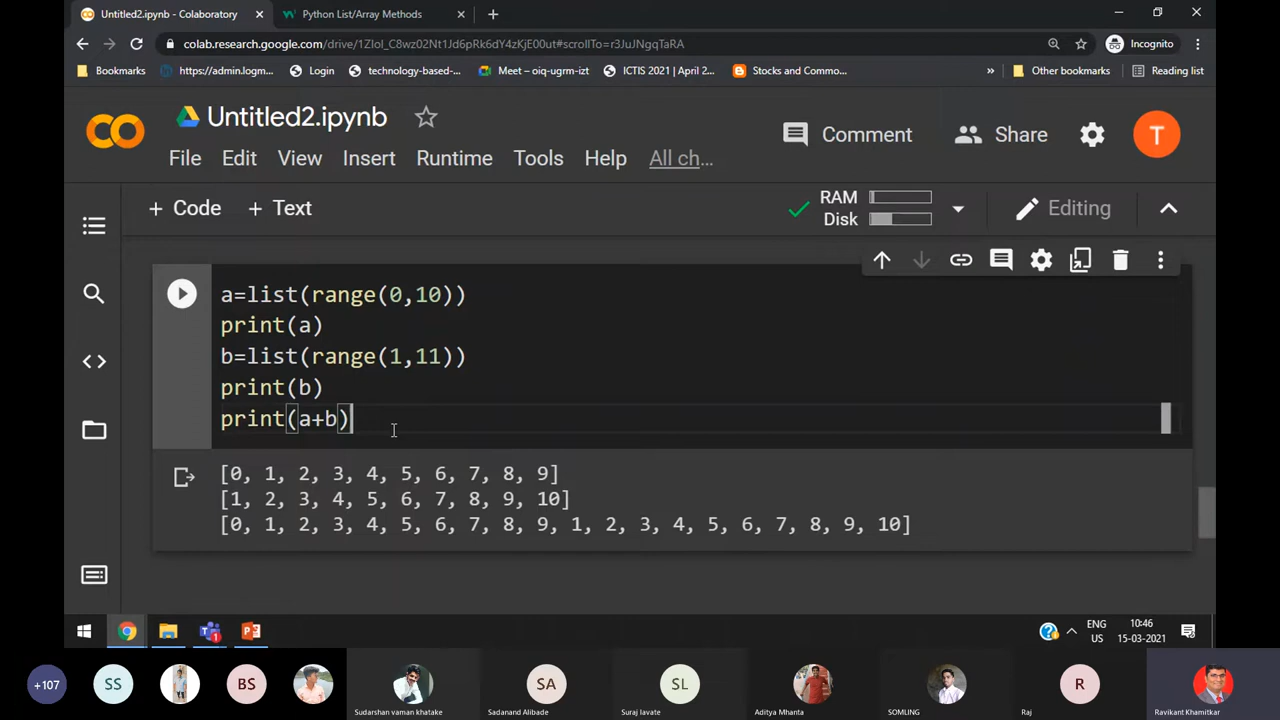 Untitled2.ipynb - Colaboratory
Python List/Array Methods
colab.research.google.com/drive/1ZIoI_C8wz02Nt1Jd6pRk6dY4zKjE00ut#scrollTo=r3JuJNgqTaRA
Incognito
Bookmarks
https://admin.logm...
Login
technology-based-...
Meet – oiq-ugrm-izt
ICTIS 2021 | April 2...
Stocks and Commo...
»
Other bookmarks
Reading list
CO
Untitled2.ipynb
Comment
Share
T
File Edit View Insert Runtime Tools Help All ch...
+ Code + Text
RAM
Disk
Editing
a=list(range(0,10))
print(a)
b=list(range(1,11))
print(b)
print(a+b)
[0, 1, 2, 3, 4, 5, 6, 7, 8, 9]
[1, 2, 3, 4, 5, 6, 7, 8, 9, 10]
[0, 1, 2, 3, 4, 5, 6, 7, 8, 9, 1, 2, 3, 4, 5, 6, 7, 8, 9, 10]
1
ENG
US
10:46
15-03-2021
+107
SS
BS
SA
SL
R
Sudarshan vaman khatake
Sadanand Alibade
Suraj Javate
Aditya Mhanta
SOMLING
Raj
Ravikant Khamitkar